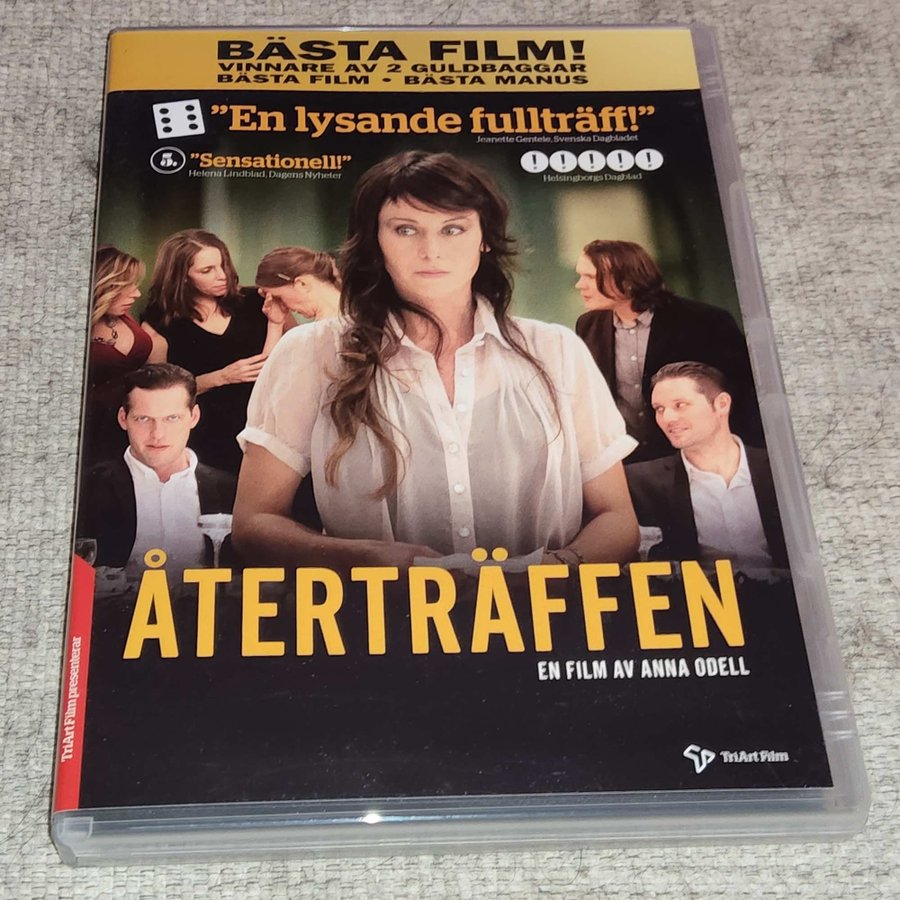 BÄSTA FILM!
VINNARE AV 2 GULDBAGGAR
BÄSTA FILM • BÄSTA MANUS
”En lysande fullträff!”
Jeanette Gentele, Svenska Dagbladet
5.
”Sensationell!”
Helena Lindblad, Dagens Nyheter
!!!!!
Helsingborgs Dagblad
ÅTERTRÄFFEN
EN FILM AV ANNA ODELL
TriArt Film presenterar
TriArt Film